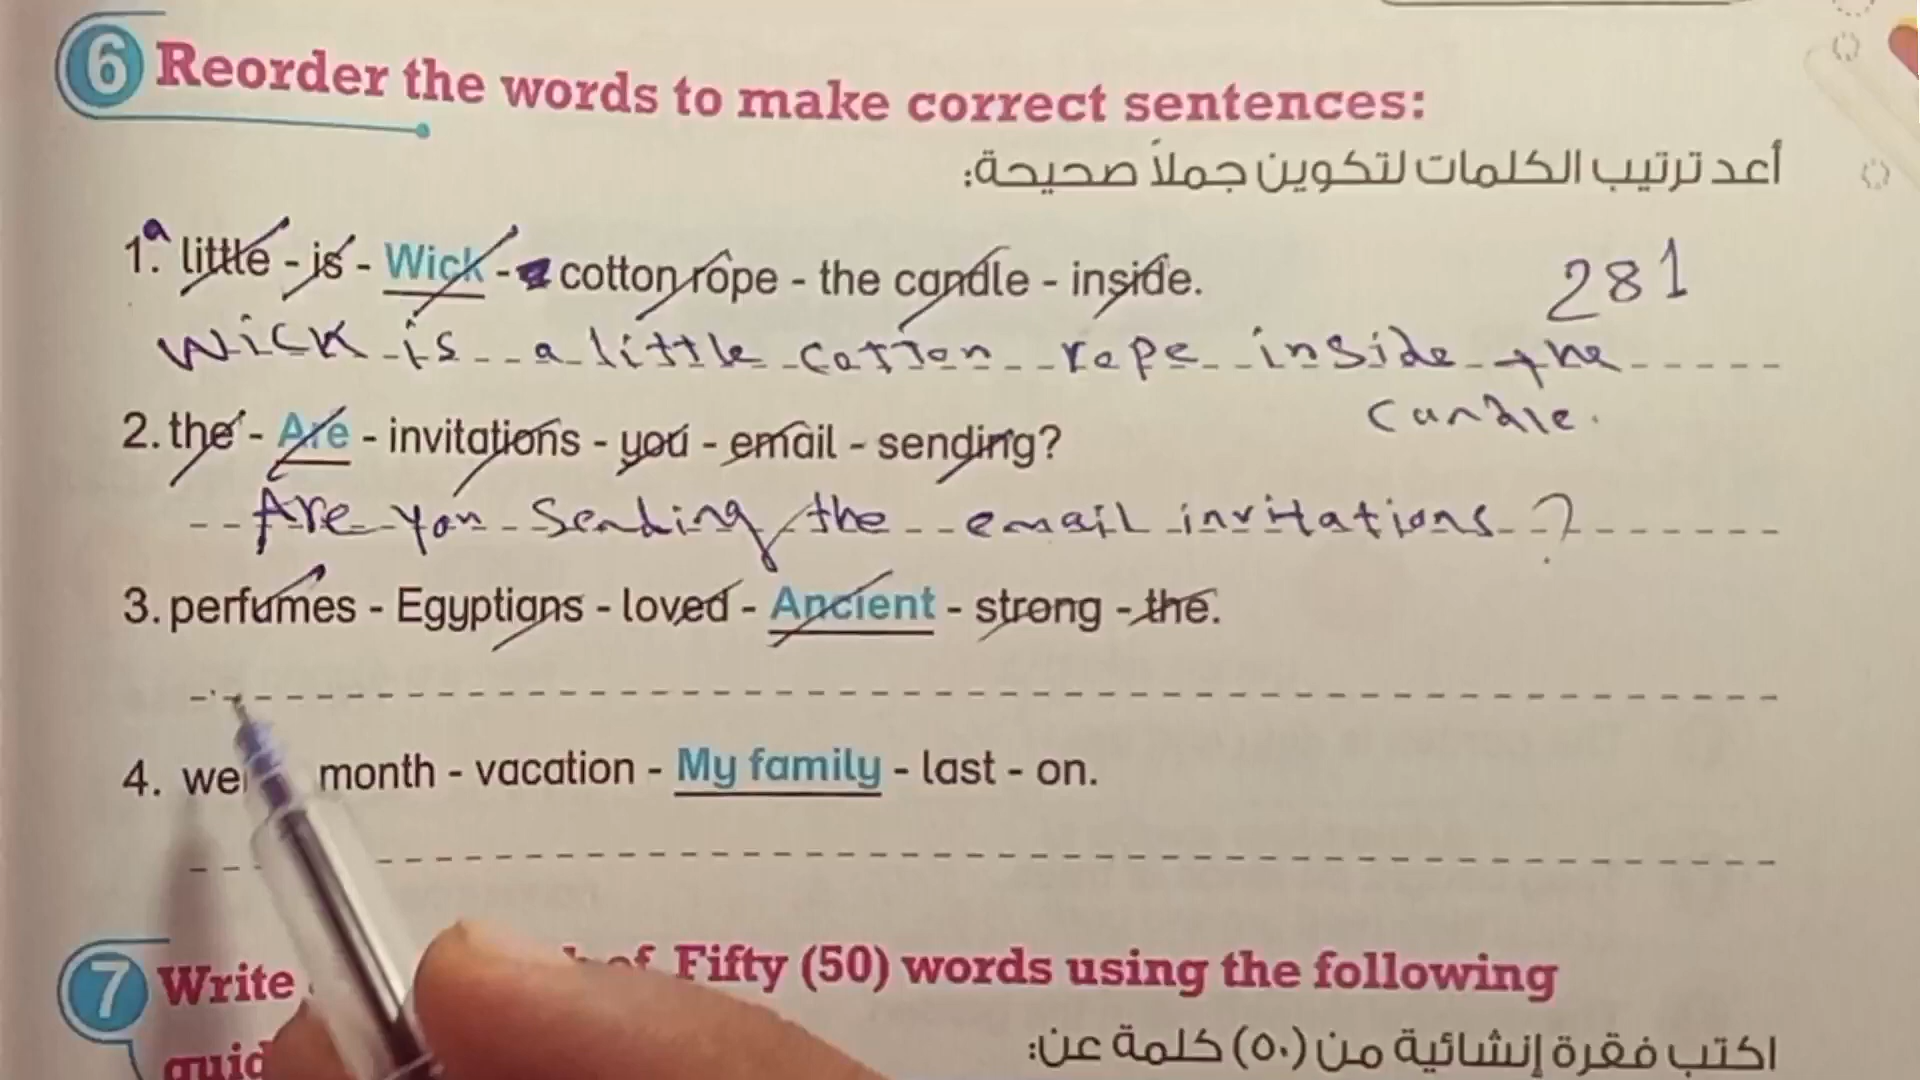 6 Reorder the words to make correct sentences:
أعد ترتيب الكلمات لتكوين جملاً صحيحة:
1. a little - is - Wick - a cotton rope - the candle - inside.
281
Wick is a little cotton rope inside the
candle.
2. the - Are - invitations - you - email - sending?
Are you sending the email invitations?
3. perfumes - Egyptians - loved - Ancient - strong - the.
4. month - vacation - My family - last - on.
7 Write of Fifty (50) words using the following
اكتب فقرة إنشائية من (٥٠) كلمة عن: